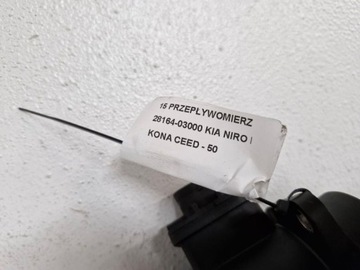 15 PRZEPŁYWOMIERZ
28164-03000 KIA NIRO I
KONA CEED - 50